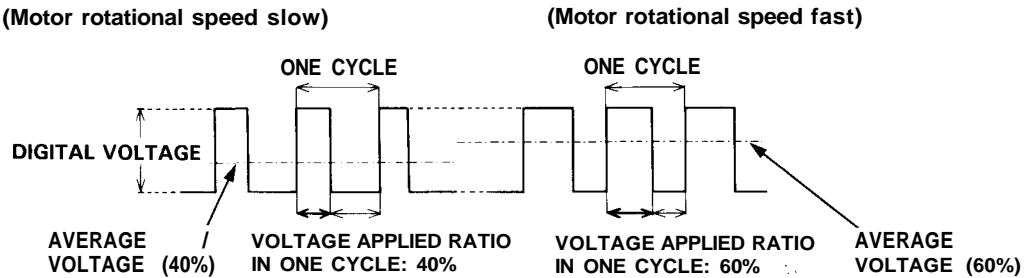 (Motor rotational speed slow)
(Motor rotational speed fast)
ONE CYCLE
ONE CYCLE
DIGITAL VOLTAGE
AVERAGE
VOLTAGE (40%)
VOLTAGE APPLIED RATIO
IN ONE CYCLE: 40%
VOLTAGE APPLIED RATIO
IN ONE CYCLE: 60%
AVERAGE
VOLTAGE (60%)